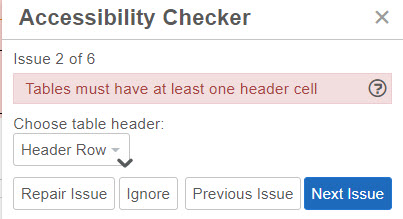 Accessibility Checker
Issue 2 of 6
Tables must have at least one header cell
Choose table header:
Header Row
Repair Issue Ignore Previous Issue Next Issue